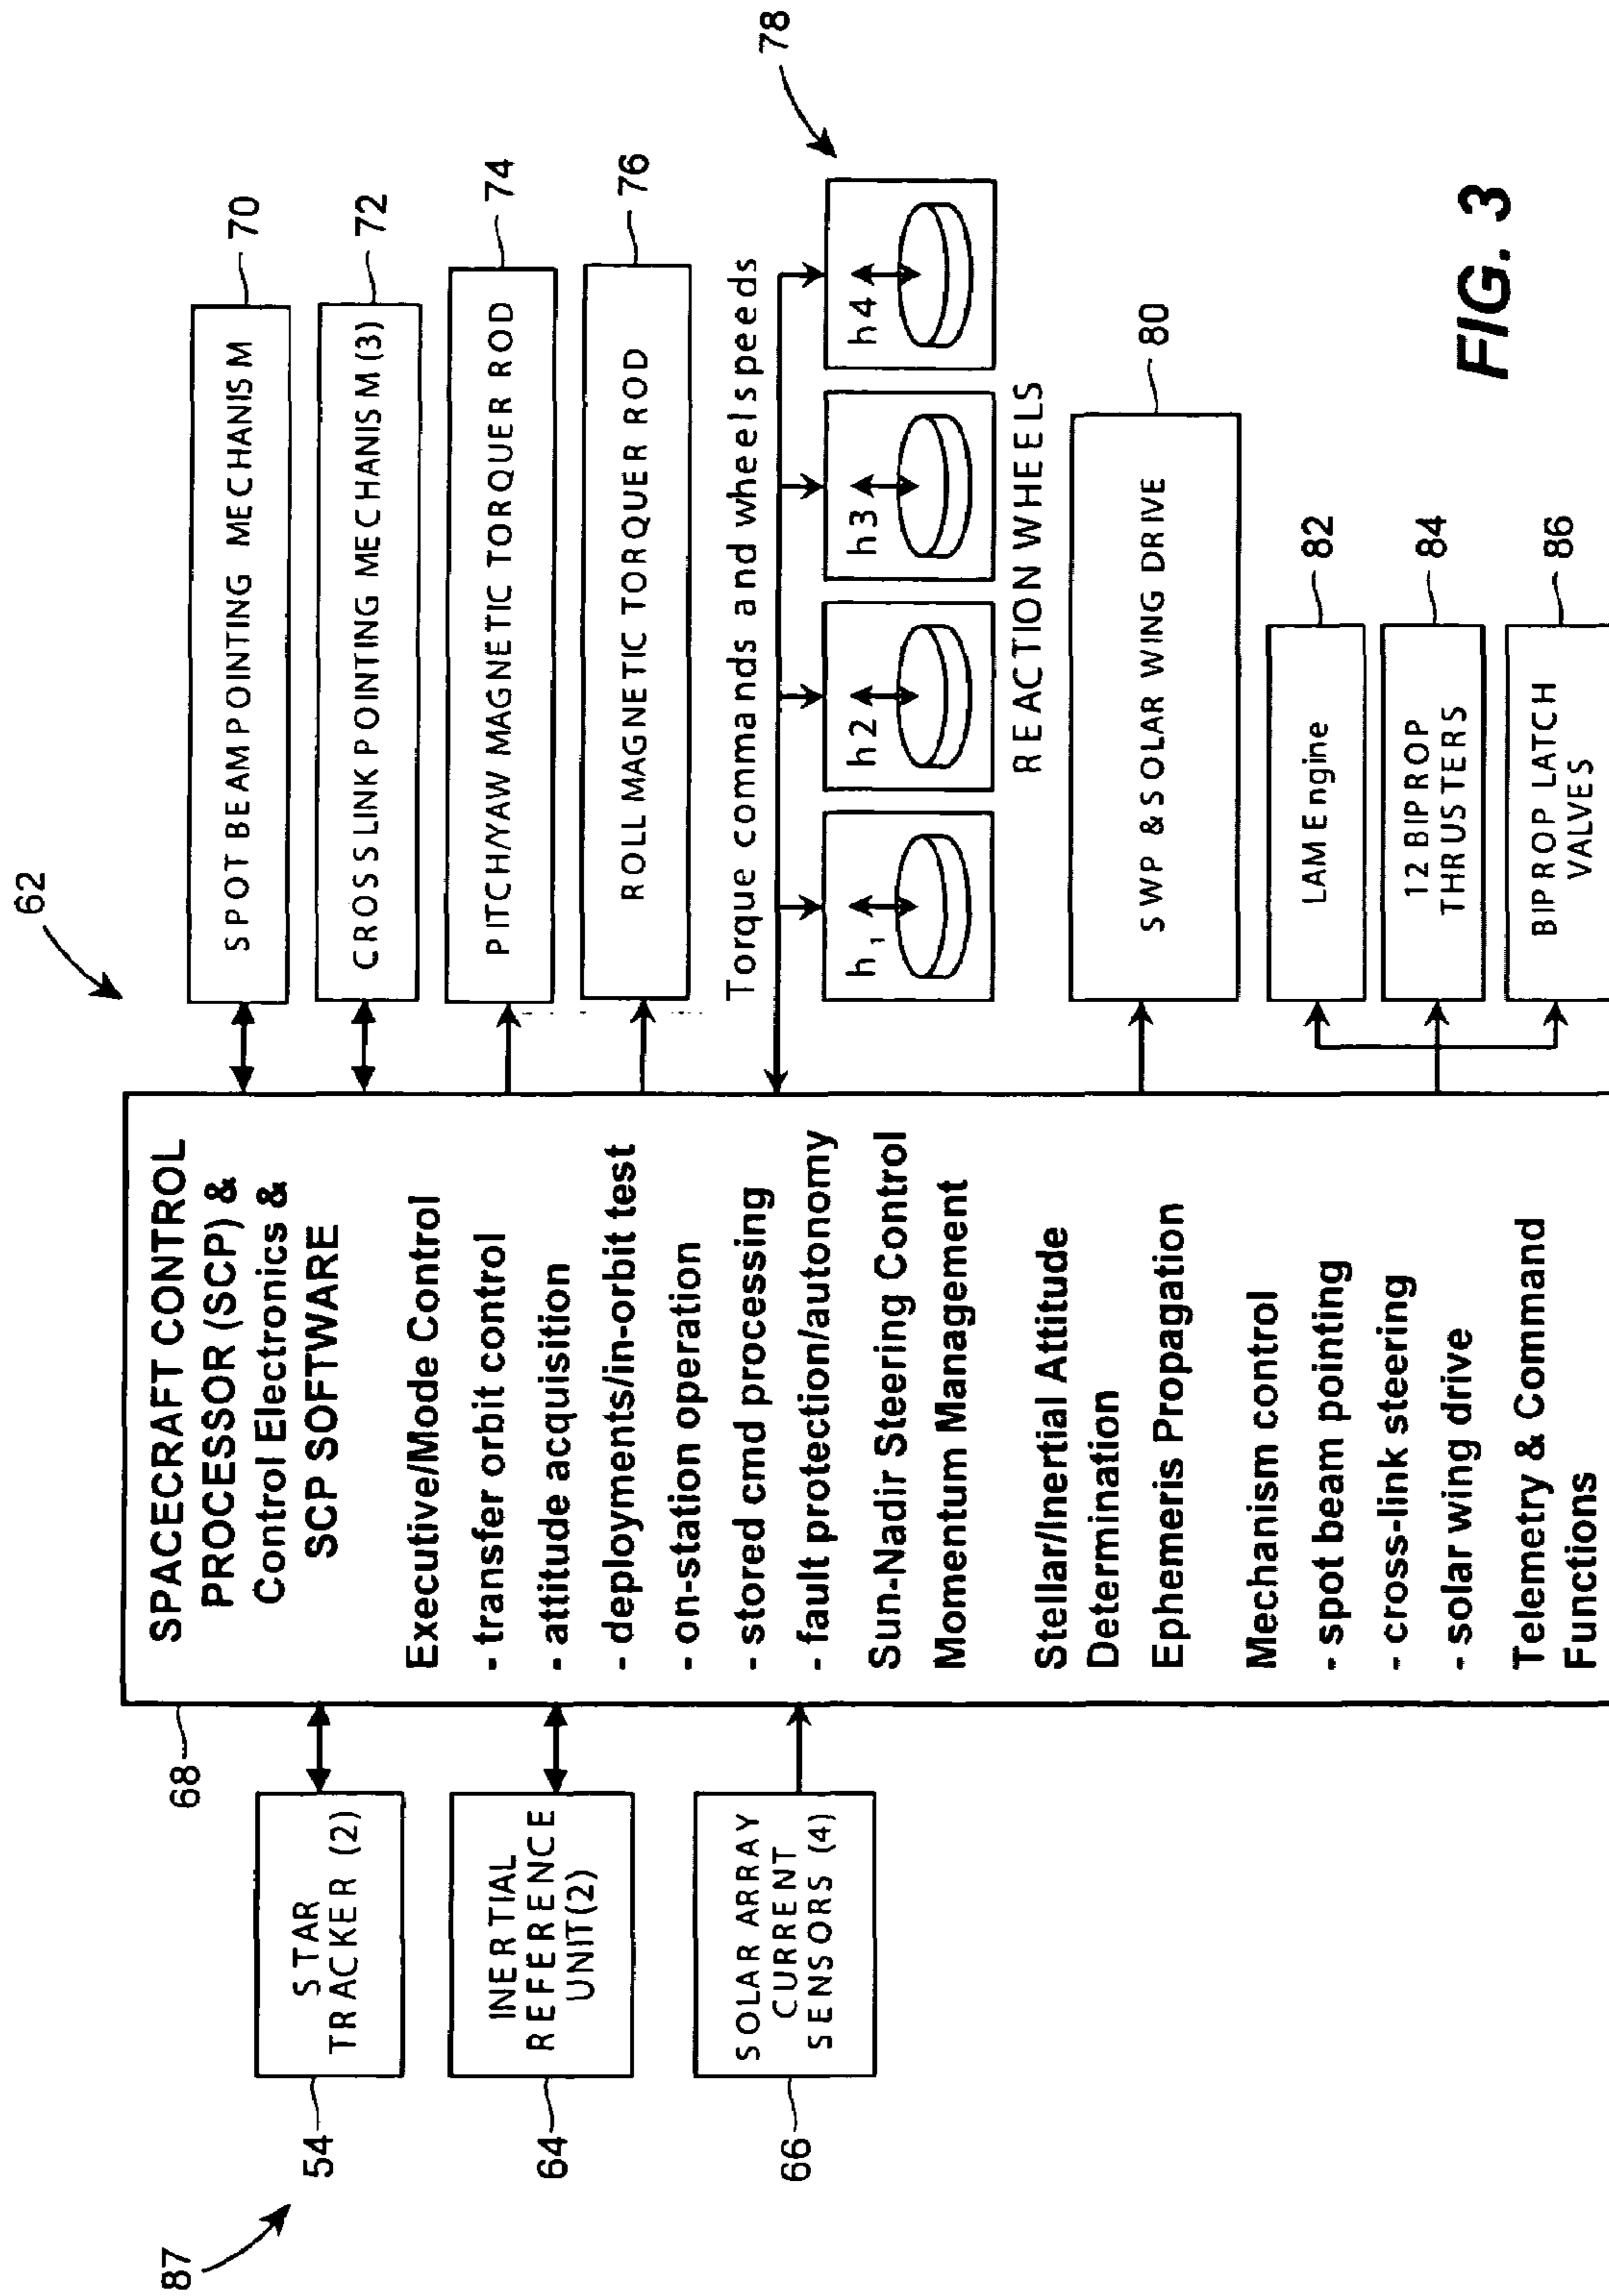 62
87
54
STAR
TRACKER (2)
64
INERTIAL
REFERENCE
UNIT(2)
66
SOLAR ARRAY
CURRENT
SENSORS (4)
68
SPACECRAFT CONTROL
PROCESSOR (SCP) &
Control Electronics &
SCP SOFTWARE
Executive/Mode Control
- transfer orbit control
- attitude acquisition
- deployments/in-orbit test
- on-station operation
- stored cmd processing
- fault protection/autonomy
Sun-Nadir Steering Control
Momentum Management
Stellar/Inertial Attitude
Determination
Ephemeris Propagation
Mechanism control
- spot beam pointing
- cross-link steering
- solar wing drive
Telemetry & Command
Functions
SPOT BEAM POINTING MECHANISM
70
CROSS LINK POINTING MECHANISM (3)
72
PITCH/YAW MAGNETIC TORQUER ROD
74
ROLL MAGNETIC TORQUER ROD
76
Torque commands and wheel speeds
78
h1
h2
h3
h4
REACTION WHEELS
SWP & SOLAR WING DRIVE
80
LAM Engine
82
12 BIPROP
THRUSTERS
84
BIPROP LATCH
VALVES
86
FIG. 3